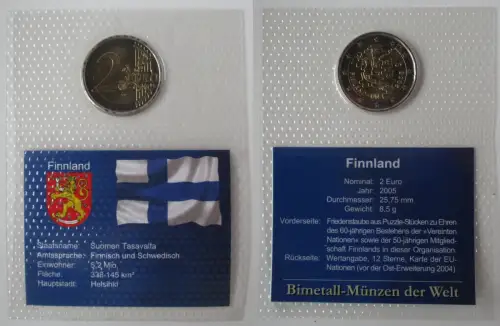 2
EURO
Finnland
Staatsname: Suomen Tasavalta
Amtssprache: Finnisch und Schwedisch
Einwohner: 5,2 Mio.
Fläche: 338-145 km²
Hauptstadt: Helsinki
Finnland
Nominal: 2 Euro
Jahr: 2005
Durchmesser: 25,75 mm
Gewicht: 8,5 g
Vorderseite: Friedenstaube aus Puzzle-Stücken zu Ehren
des 60-jährigen Bestehens der »Vereinten
Nationen« sowie der 50-jährigen Mitglied-
schaft Finnlands in dieser Organisation
Rückseite: Wertangabe, 12 Sterne, Karte der EU-
Nationen (vor der Ost-Erweiterung 2004)
Bimetall-Münzen der Welt